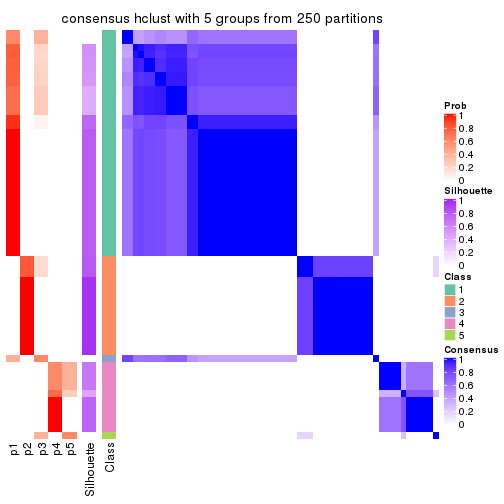 consensus hclust with 5 groups from 250 partitions
Prob
1
0.8
0.6
0.4
0.2
0
Silhouette
1
0.8
0.6
0.4
0.2
0
Class
1
2
3
4
5
Consensus
1
0.8
0.6
0.4
0.2
0
p1
p2
p3
p4
p5
Silhouette
Class